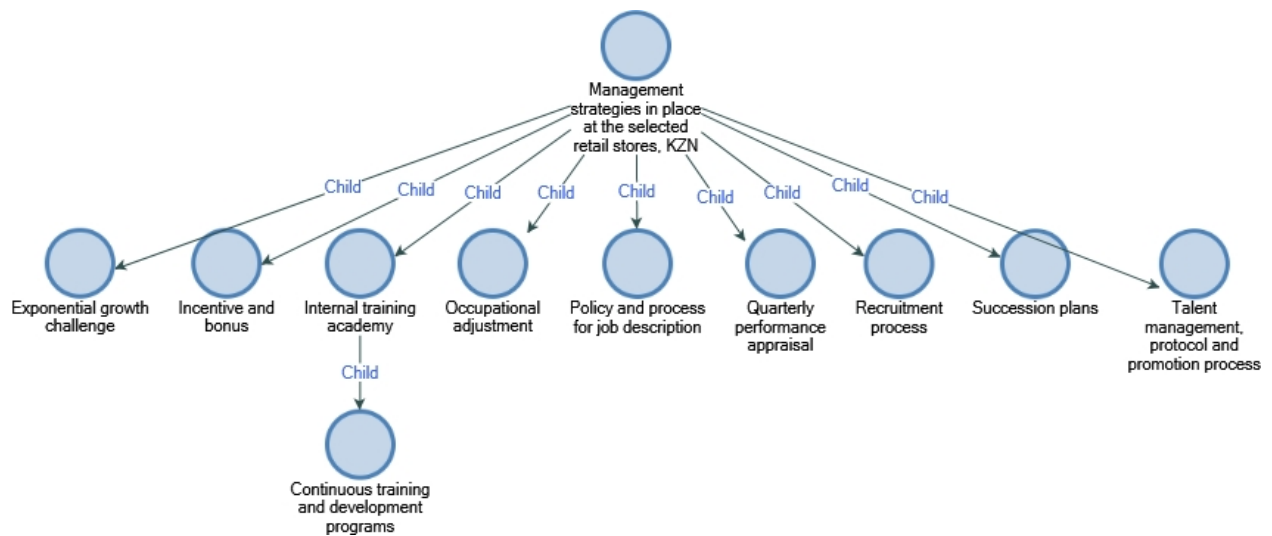 Management
strategies in place
at the selected
retail stores, KZN
Child
Child
Child
Child
Child
Child
Child
Child
Child
Exponential growth
challenge
Incentive and
bonus
Internal training
academy
Occupational
adjustment
Policy and process
for job description
Quarterly
performance
appraisal
Recruitment
process
Succession plans
Talent
management,
protocol and
promotion process
Child
Continuous training
and development
programs